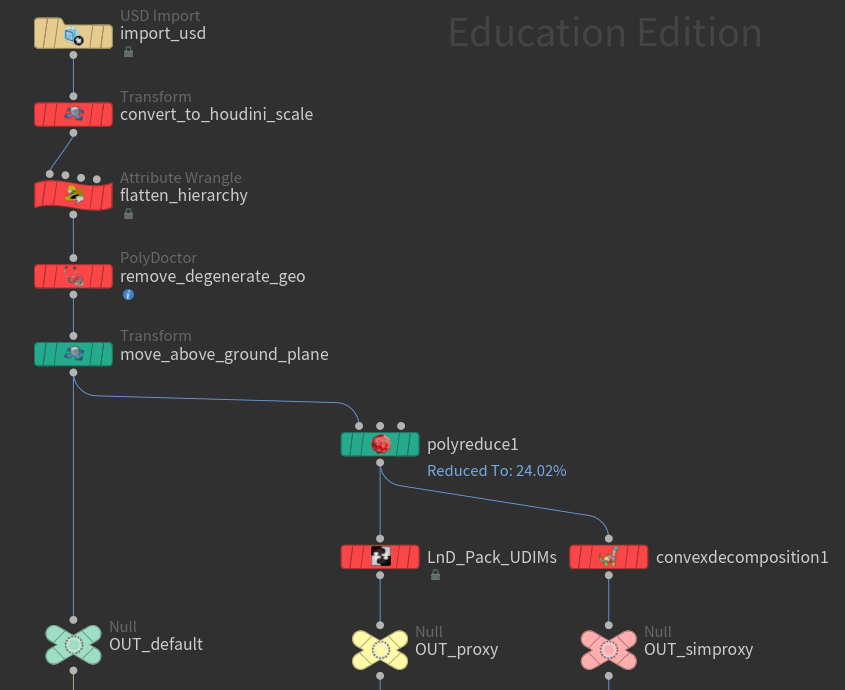 USD Import
import_usd
Education Edition
Transform
convert_to_houdini_scale
Attribute Wrangle
flatten_hierarchy
PolyDoctor
remove_degenerate_geo
Transform
move_above_ground_plane
polyreduce1
Reduced To: 24.02%
LnD_Pack_UDIMs
convexdecomposition1
Null
OUT_default
Null
OUT_proxy
Null
OUT_simproxy